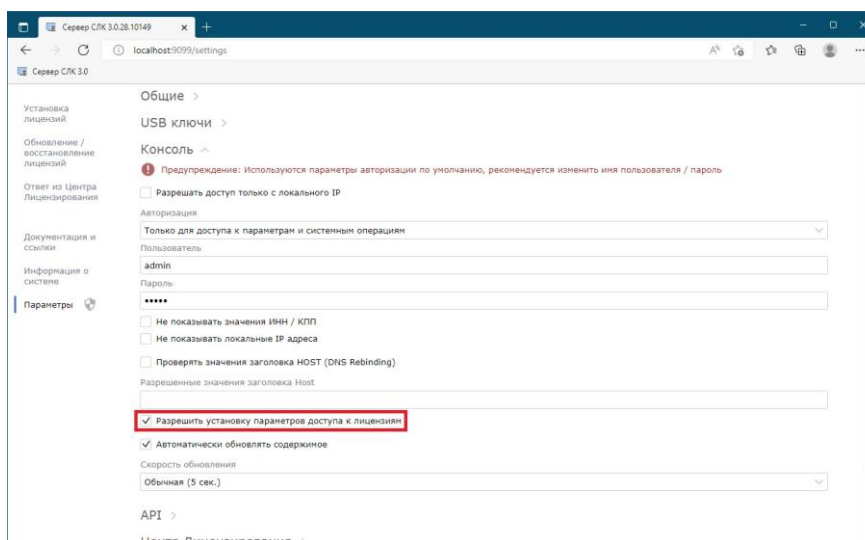 Сервер СЛК 3.0.28.10149
localhost:9099/settings
Сервер СЛК 3.0
Общие
Установка лицензий
USB ключи
Обновление / восстановление лицензий
Консоль
Предупреждение: Используются параметры авторизации по умолчанию, рекомендуется изменить имя пользователя / пароль
Ответ из Центра Лицензирования
Разрешать доступ только с локального IP
Авторизация
Только для доступа к параметрам и системным операциям
Документация и ссылки
Пользователь
admin
Информация о системе
Пароль
•••••
Параметры
Не показывать значения ИНН / КПП
Не показывать локальные IP адреса
Проверять значения заголовка HOST (DNS Rebinding)
Разрешенные значения заголовка Host
Разрешить установку параметров доступа к лицензиям
Автоматически обновлять содержимое
Скорость обновления
Обычная (5 сек.)
API
Центр Лицензирования